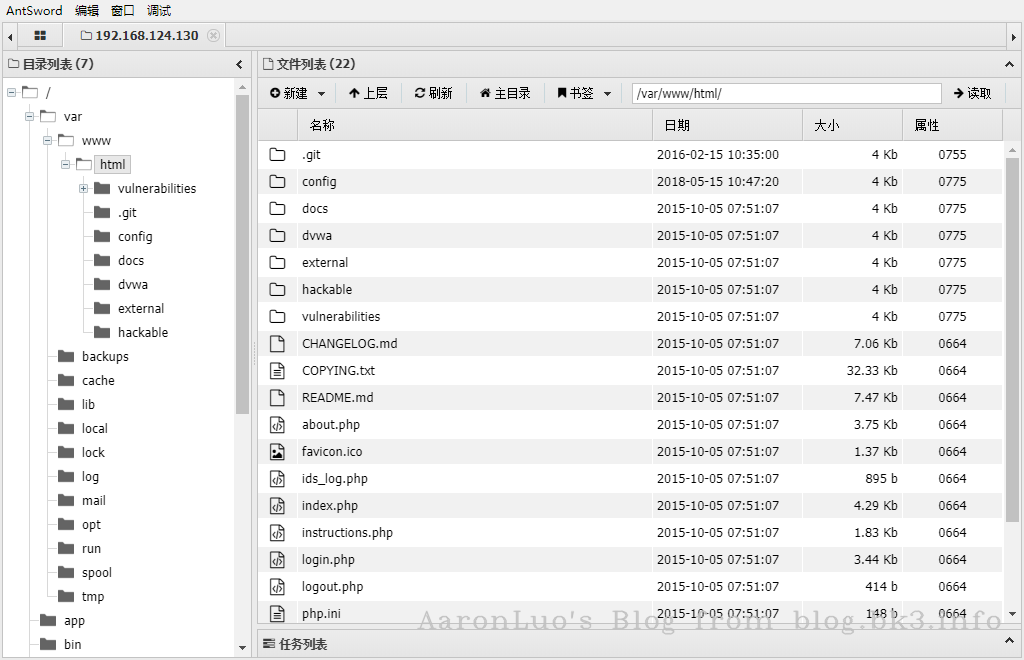 AntSword 编辑 窗口 调试
192.168.124.130
目录列表 (7)
/
var
www
html
vulnerabilities
.git
config
docs
dvwa
external
hackable
backups
cache
lib
local
lock
log
mail
opt
run
spool
tmp
app
bin
文件列表 (22)
新建 上层 刷新 主目录 书签 /var/www/html/ 读取
名称 日期 大小 属性
.git 2016-02-15 10:35:00 4 Kb 0755
config 2018-05-15 10:47:20 4 Kb 0775
docs 2015-10-05 07:51:07 4 Kb 0775
dvwa 2015-10-05 07:51:07 4 Kb 0775
external 2015-10-05 07:51:07 4 Kb 0775
hackable 2015-10-05 07:51:07 4 Kb 0775
vulnerabilities 2015-10-05 07:51:07 4 Kb 0775
CHANGELOG.md 2015-10-05 07:51:07 7.06 Kb 0664
COPYING.txt 2015-10-05 07:51:07 32.33 Kb 0664
README.md 2015-10-05 07:51:07 7.47 Kb 0664
about.php 2015-10-05 07:51:07 3.75 Kb 0664
favicon.ico 2015-10-05 07:51:07 1.37 Kb 0664
ids_log.php 2015-10-05 07:51:07 895 b 0664
index.php 2015-10-05 07:51:07 4.29 Kb 0664
instructions.php 2015-10-05 07:51:07 1.83 Kb 0664
login.php 2015-10-05 07:51:07 3.44 Kb 0664
logout.php 2015-10-05 07:51:07 414 b 0664
php.ini 2015-10-05 07:51:07 148 b 0664
AaronLuo's Blog from blog.bk3.info
任务列表